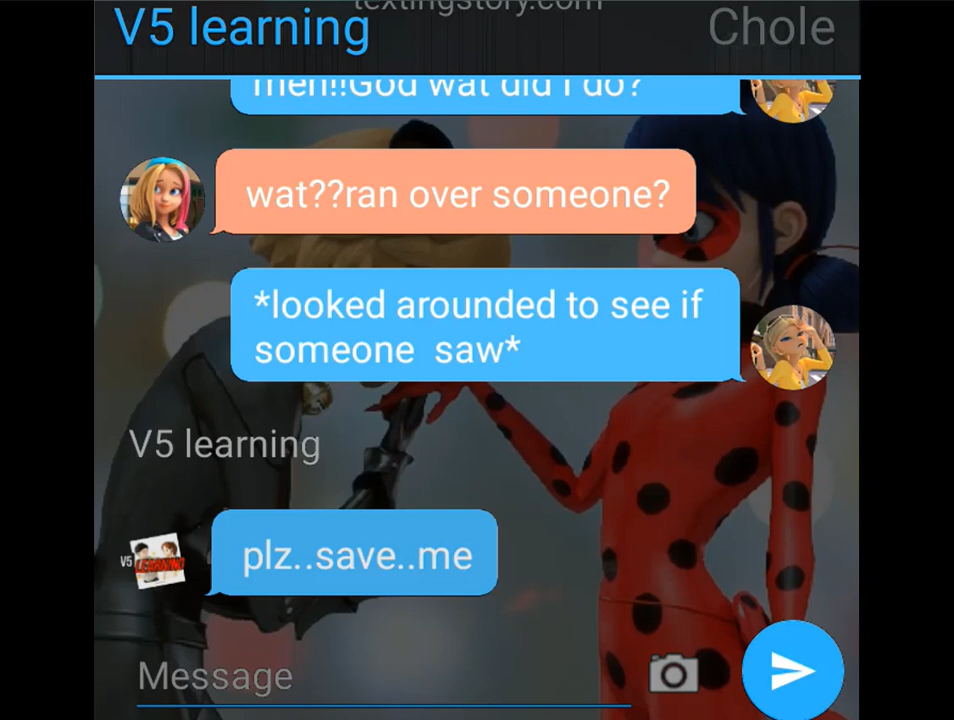 textingstory.com
V5 learning
Chole
men!!God wat did I do?
wat??ran over someone?
*looked arounded to see if
someone saw*
V5 learning
V5
LEARNING
plz..save..me
Message